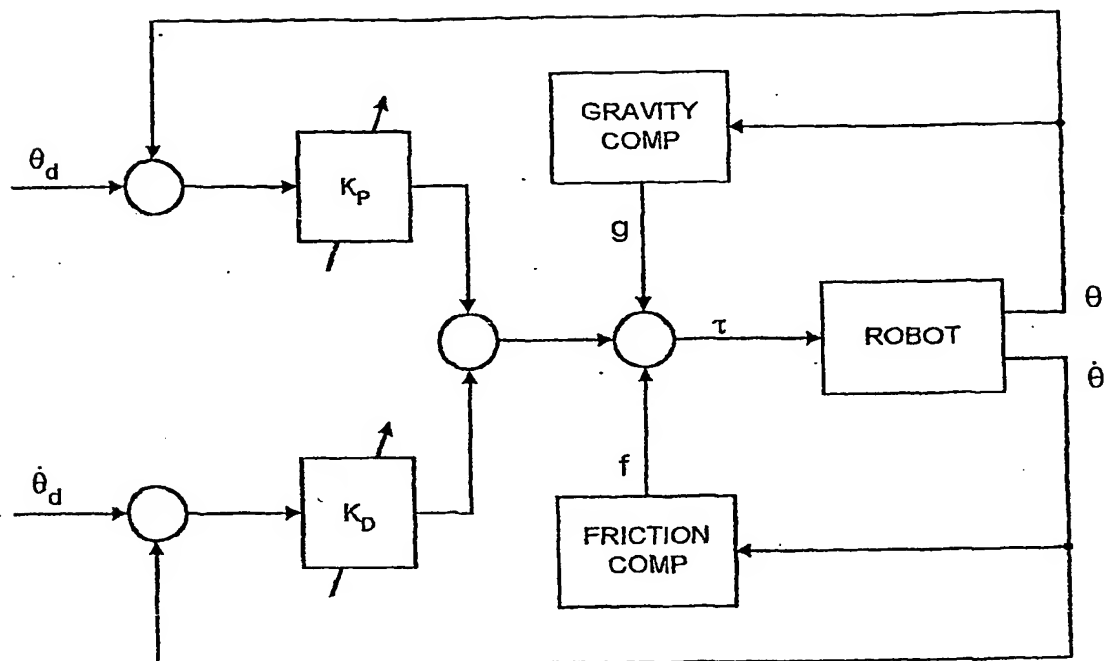 GRAVITY
COMP
θd
KP
g
θ
τ
ROBOT
θ̇
f
θ̇d
KD
FRICTION
COMP